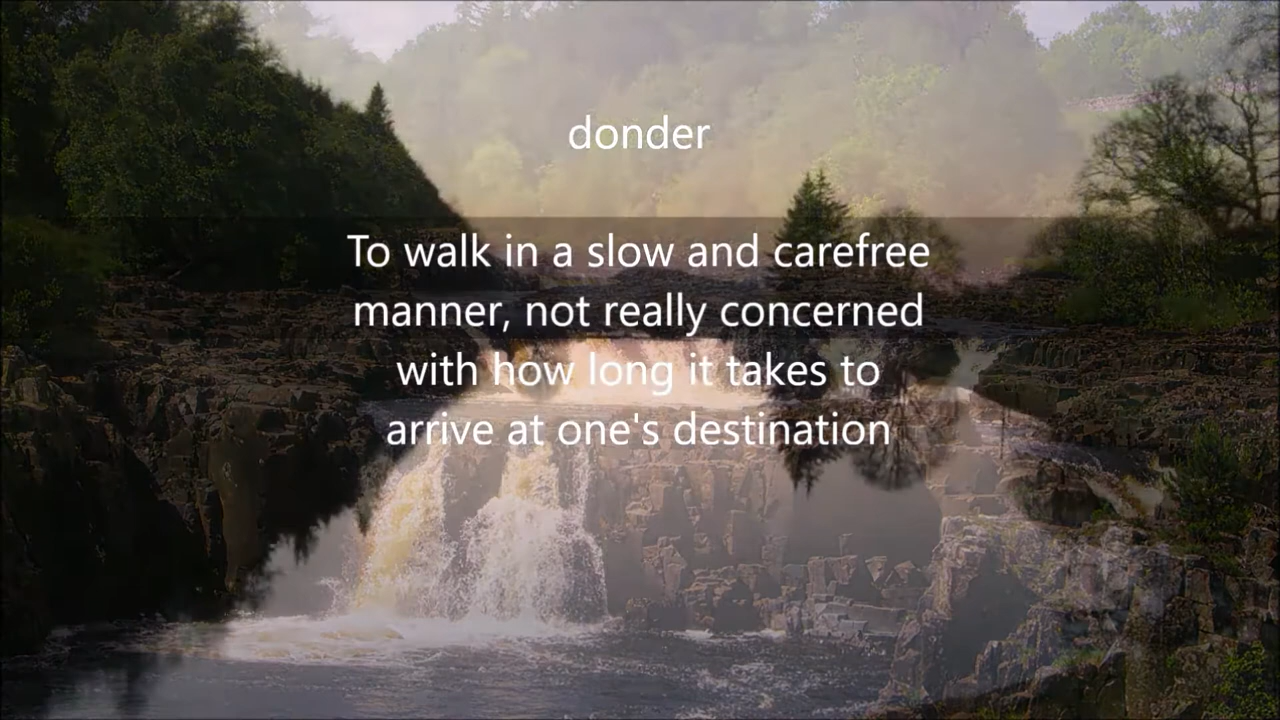 donder
To walk in a slow and carefree
manner, not really concerned
with how long it takes to
arrive at one's destination